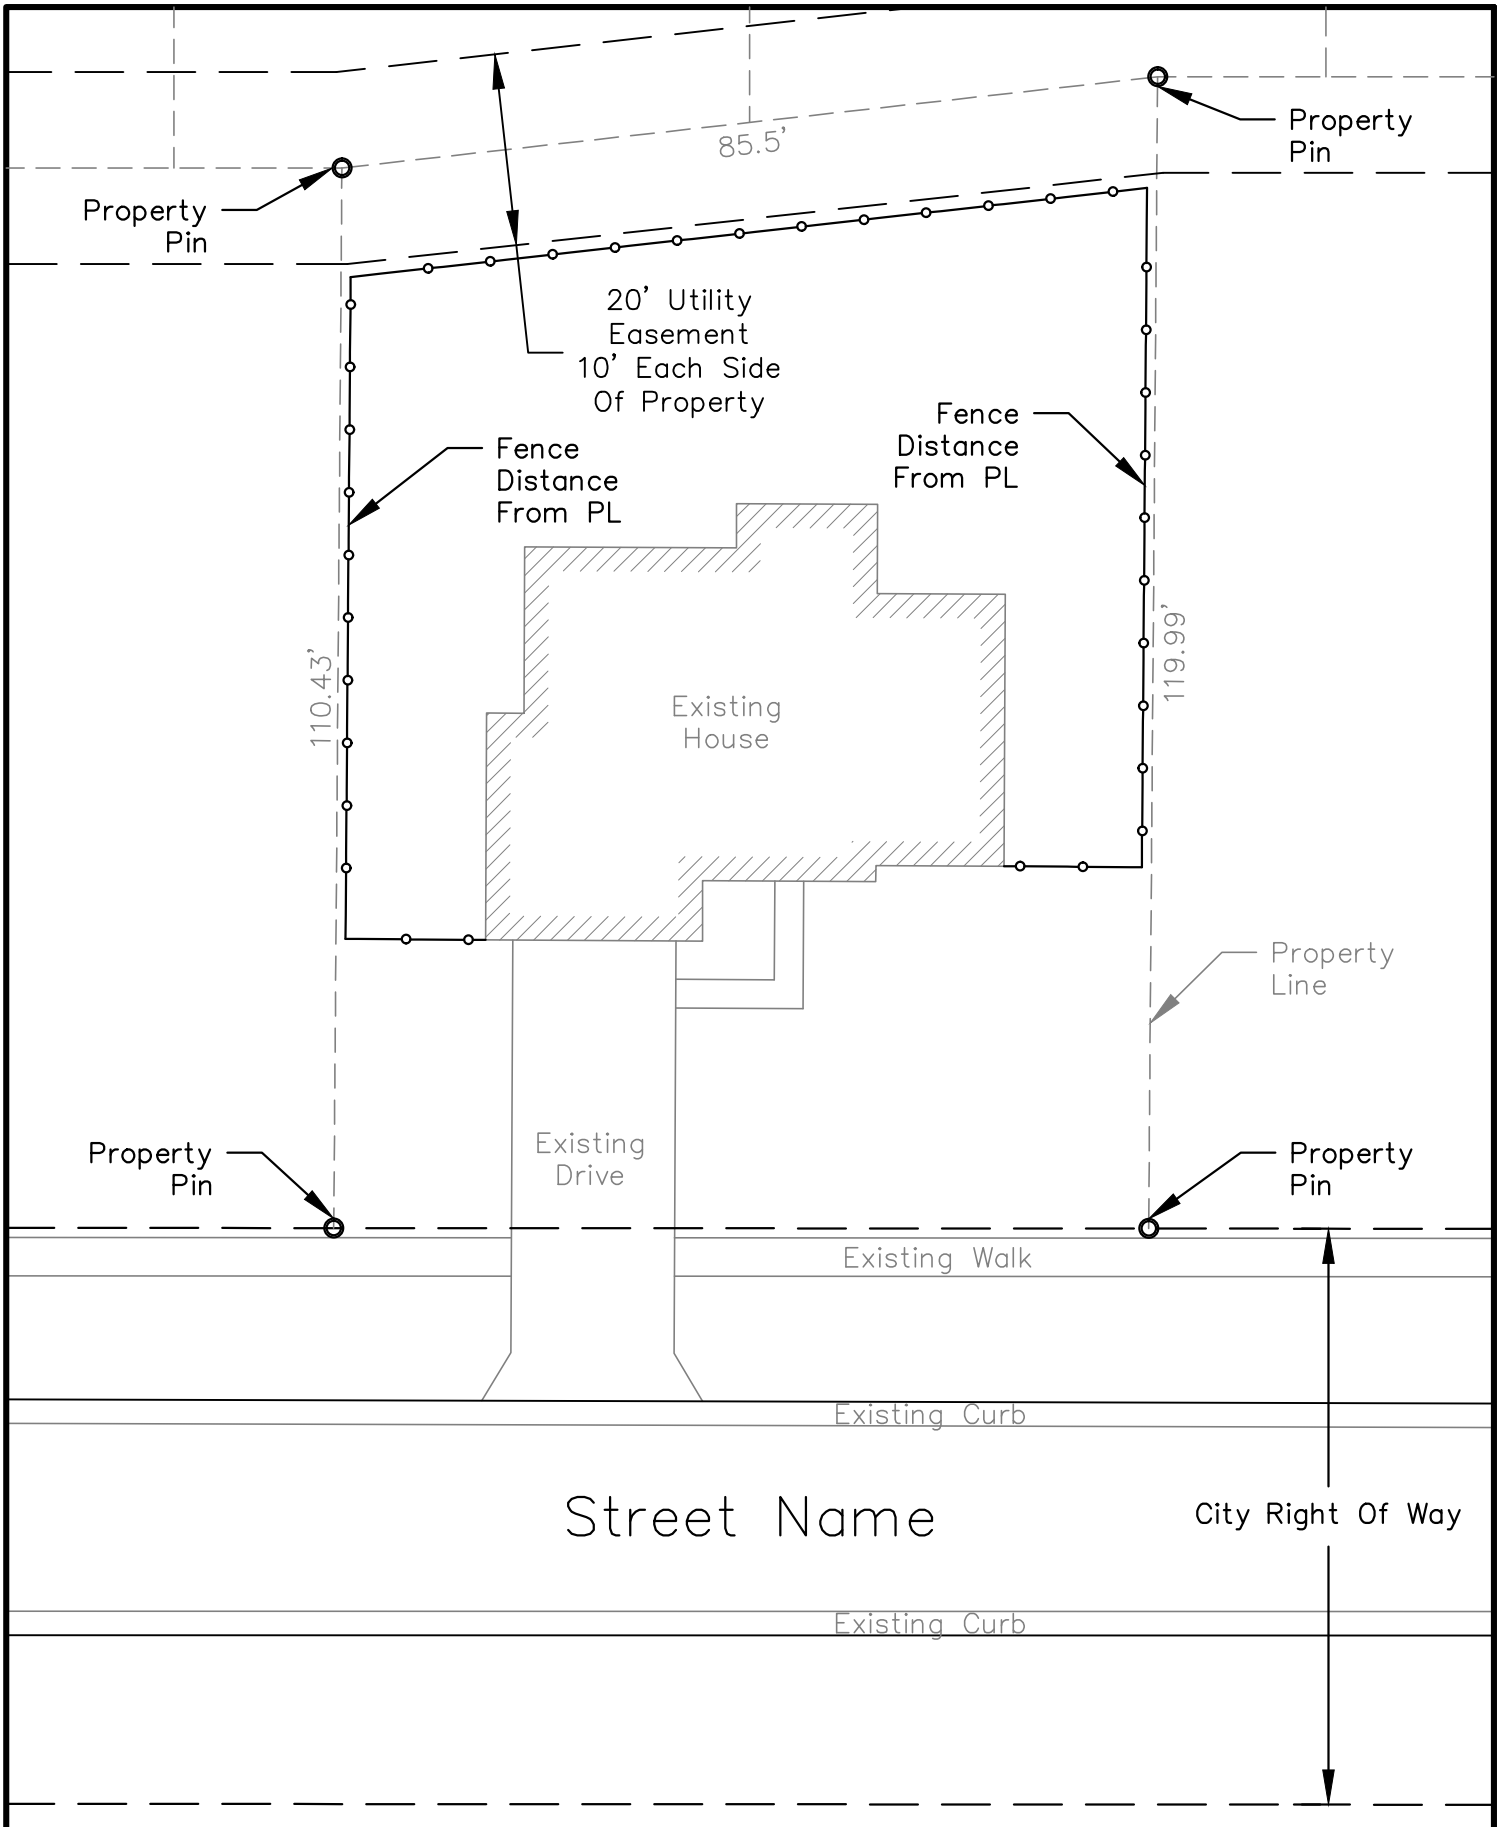 Property
Pin
85.5'
Property
Pin
20' Utility
Easement
10' Each Side
Of Property
Fence
Distance
From PL
Fence
Distance
From PL
110.43'
119.99'
Existing
House
Property
Line
Existing
Drive
Property
Pin
Property
Pin
Existing Walk
Existing Curb
Street Name
City Right Of Way
Existing Curb